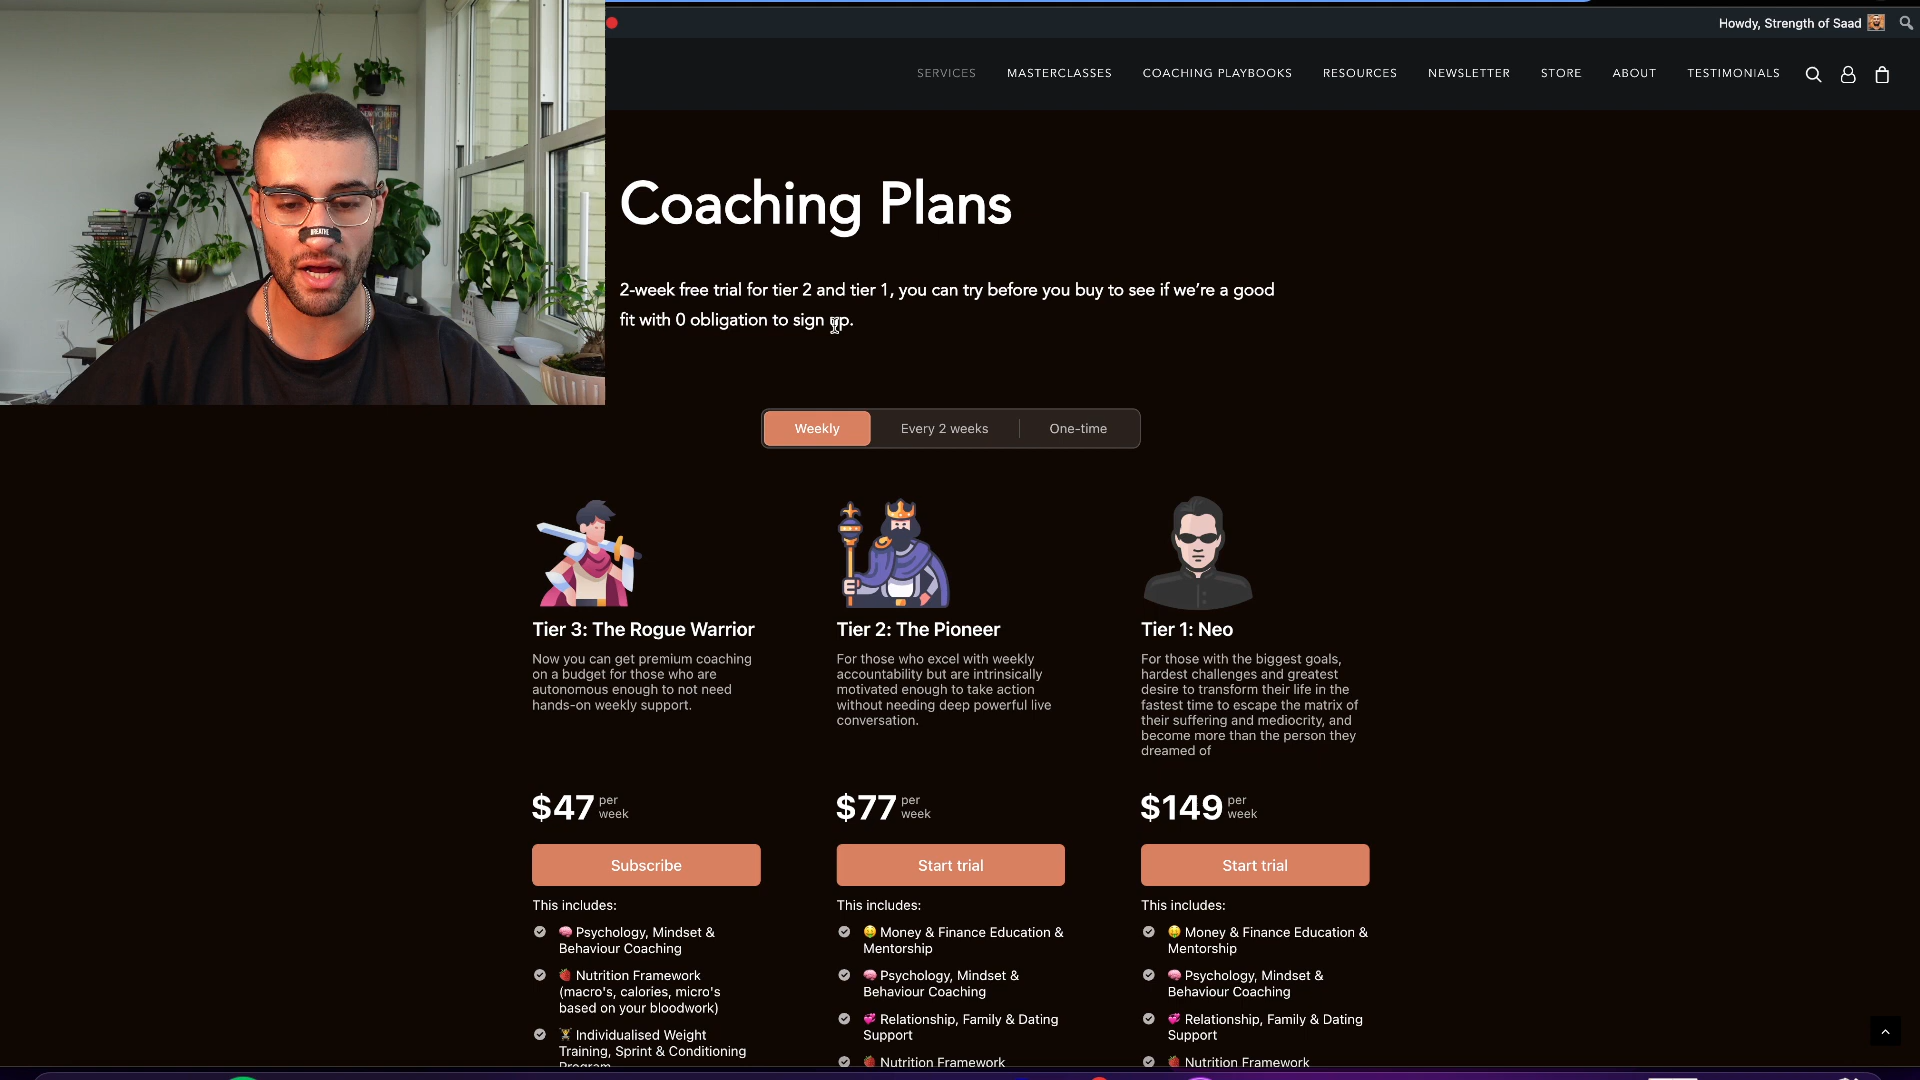 Howdy, Strength of Saad
SERVICES MASTERCLASSES COACHING PLAYBOOKS RESOURCES NEWSLETTER STORE ABOUT TESTIMONIALS
BREATHE
Coaching Plans
2-week free trial for tier 2 and tier 1, you can try before you buy to see if we’re a good
fit with 0 obligation to sign up.
Weekly Every 2 weeks One-time
Tier 3: The Rogue Warrior
Now you can get premium coaching
on a budget for those who are
autonomous enough to not need
hands-on weekly support.
$47 per
week
Subscribe
This includes:
🧠 Psychology, Mindset &
Behaviour Coaching
🍓 Nutrition Framework
(macro's, calories, micro's
based on your bloodwork)
🏋️ Individualised Weight
Training, Sprint & Conditioning
Program
Tier 2: The Pioneer
For those who excel with weekly
accountability but are intrinsically
motivated enough to take action
without needing deep powerful live
conversation.
$77 per
week
Start trial
This includes:
🤑 Money & Finance Education &
Mentorship
🧠 Psychology, Mindset &
Behaviour Coaching
💞 Relationship, Family & Dating
Support
🍓 Nutrition Framework
Tier 1: Neo
For those with the biggest goals,
hardest challenges and greatest
desire to transform their life in the
fastest time to escape the matrix of
their suffering and mediocrity, and
become more than the person they
dreamed of
$149 per
week
Start trial
This includes:
🤑 Money & Finance Education &
Mentorship
🧠 Psychology, Mindset &
Behaviour Coaching
💞 Relationship, Family & Dating
Support
🍓 Nutrition Framework